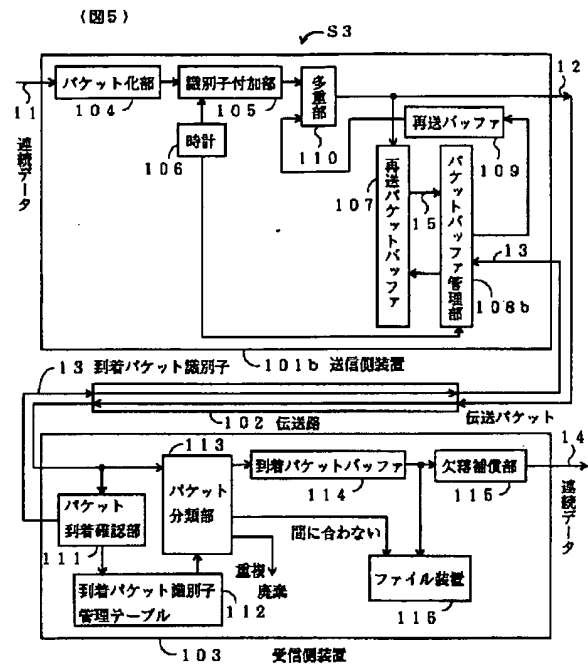 (図5)
S3
12
11
連続データ
パケット化部
104
識別子付加部
105
多重部
110
時計
106
再送バッファ
109
再送パケットバッファ
107
15
パケットバッファ管理部
108b
13
101b 送信側装置
13 到着パケット識別子
102 伝送路
伝送パケット
113
パケット
分類部
到着パケットバッファ
114
欠落補償部
115
14
連続データ
パケット
到着確認部
111
間に合わない
重複
廃棄
到着パケット識別子
管理テーブル
112
ファイル装置
116
103
受信側装置